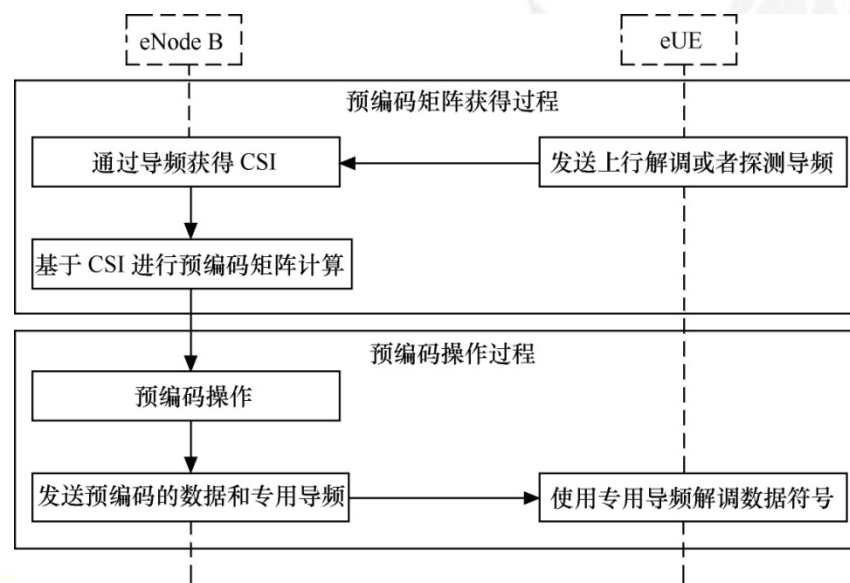 eNode B
eUE
预编码矩阵获得过程
通过导频获得 CSI
发送上行解调或者探测导频
基于 CSI 进行预编码矩阵计算
预编码操作过程
预编码操作
发送预编码的数据和专用导频
使用专用导频解调数据符号